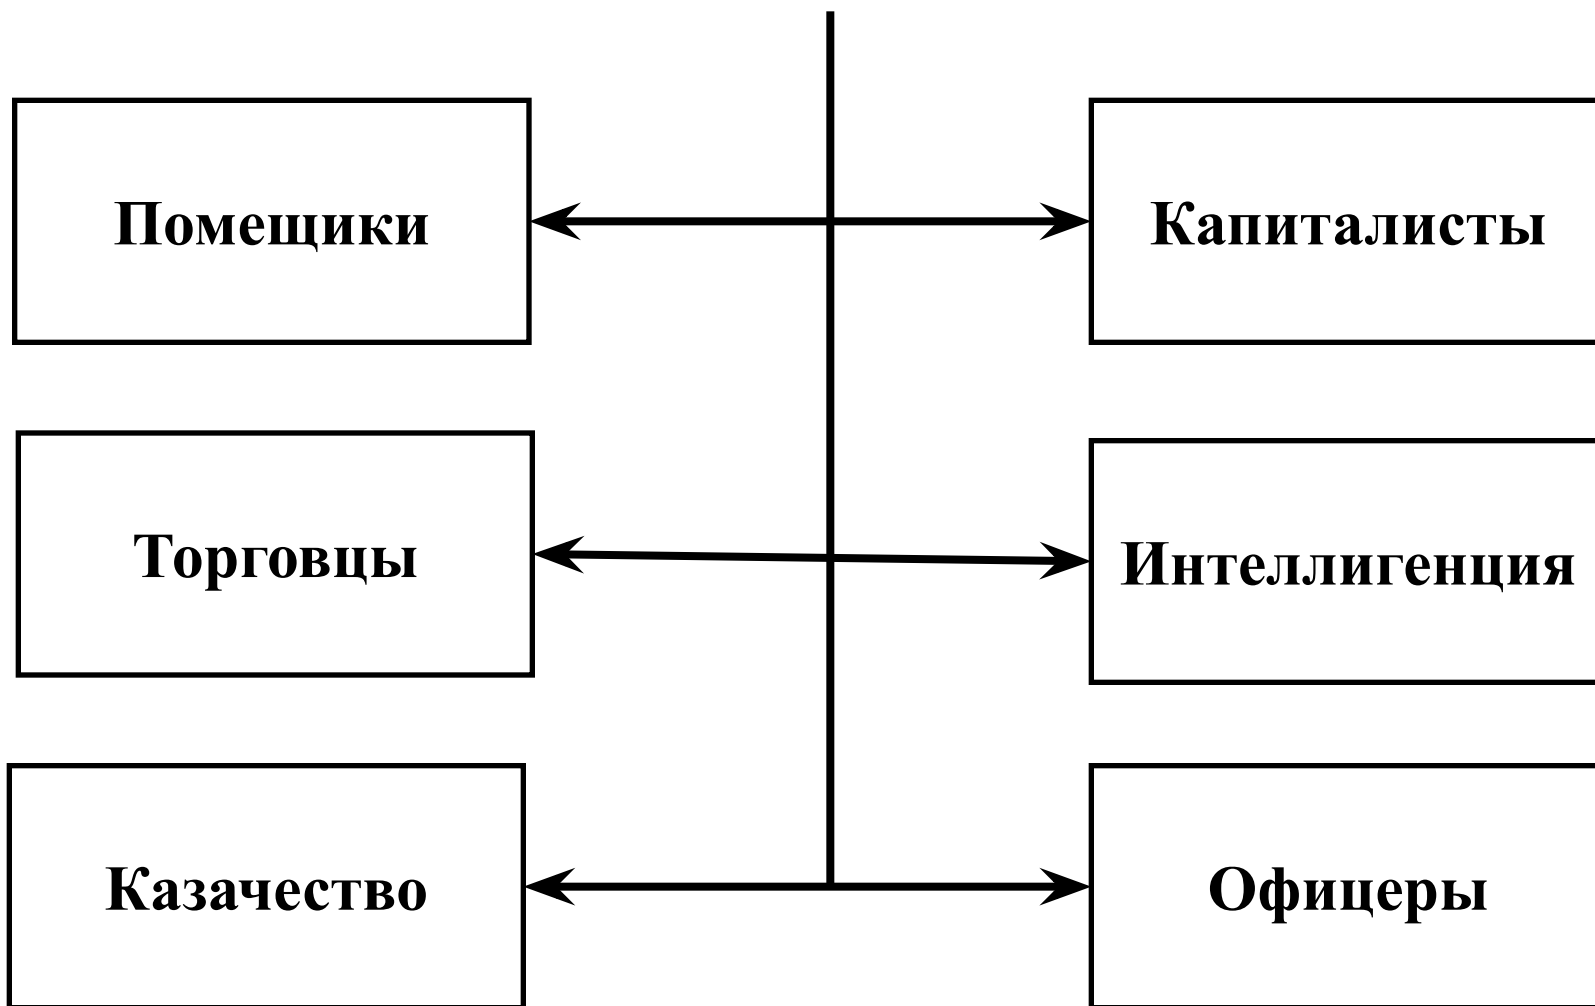 Помещики
Капиталисты
Торговцы
Интеллигенция
Казачество
Офицеры